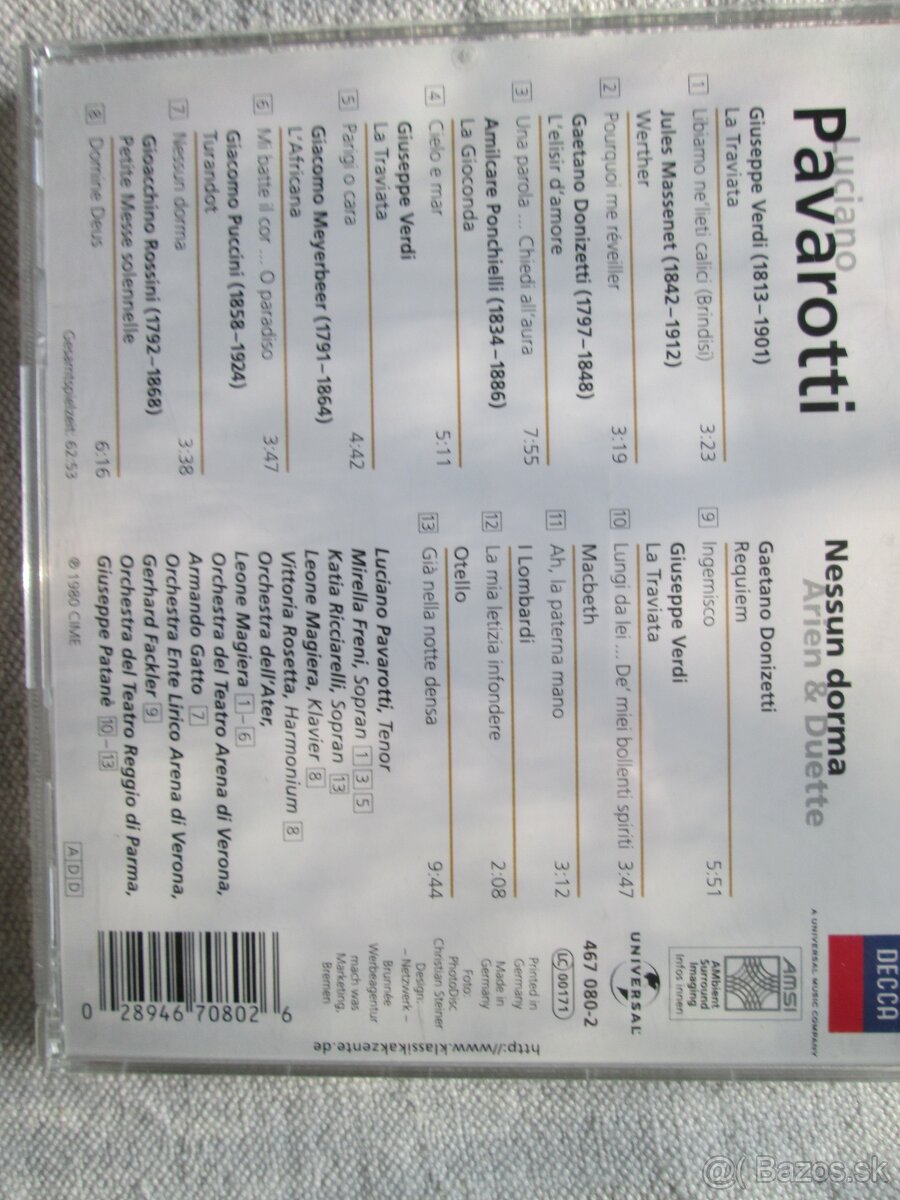 Luciano
Pavarotti
Giuseppe Verdi (1813–1901)
La Traviata
1 Libiamo ne'lieti calici (Brindisi) 3:23
Jules Massenet (1842–1912)
Werther
2 Pourquoi me réveiller 3:19
Gaetano Donizetti (1797–1848)
L'elisir d'amore
3 Una parola ... Chiedi all'aura 7:55
Amilcare Ponchielli (1834–1886)
La Gioconda
4 Cielo e mar 5:11
Giuseppe Verdi
La Traviata
5 Parigi o cara 4:42
Giacomo Meyerbeer (1791–1864)
L'Africana
6 Mi batte il cor ... O paradiso 3:47
Giacomo Puccini (1858–1924)
Turandot
7 Nessun dorma 3:38
Gioacchino Rossini (1792–1868)
Petite Messe solennelle
8 Domine Deus 6:16
Gesamtspielzeit: 62:53
Nessun dorma
Arien & Duette
Gaetano Donizetti
Requiem
9 Ingemisco 5:51
Giuseppe Verdi
La Traviata
10 Lungi da lei ... De' miei bollenti spiriti 3:47
Macbeth
11 Ah, la paterna mano 3:12
I Lombardi
12 La mia letizia infondere 2:08
Otello
13 Già nella notte densa 9:44
Luciano Pavarotti, Tenor
Mirella Freni, Sopran 1 3 5
Katia Ricciarelli, Sopran 13
Leone Magiera, Klavier 8
Vittoria Rosetta, Harmonium 8
Orchestra dell'Ater,
Leone Magiera 1 – 6
Orchestra del Teatro Arena di Verona,
Armando Gatto 7
Orchestra Ente Lirico Arena di Verona,
Gerhard Fackler 9
Orchestra del Teatro Reggio di Parma,
Giuseppe Patanè 10 – 13
℗ 1980 CIME
ADD
DECCA
A UNIVERSAL MUSIC COMPANY
AMSI
AMbient
Surround
Imaging
Infos innen
UNIVERSAL
467 080-2
LC 00171
Printed in
Germany
Made in
Germany
Foto:
PhotoDisc
Christian Steiner
Design:
– Netzwerk –
Brunnée
Werbeagentur
mach was
Marketing,
Bremen
http://www.klassikakzente.de
0 28946 70802 6
@( Bazos.sk